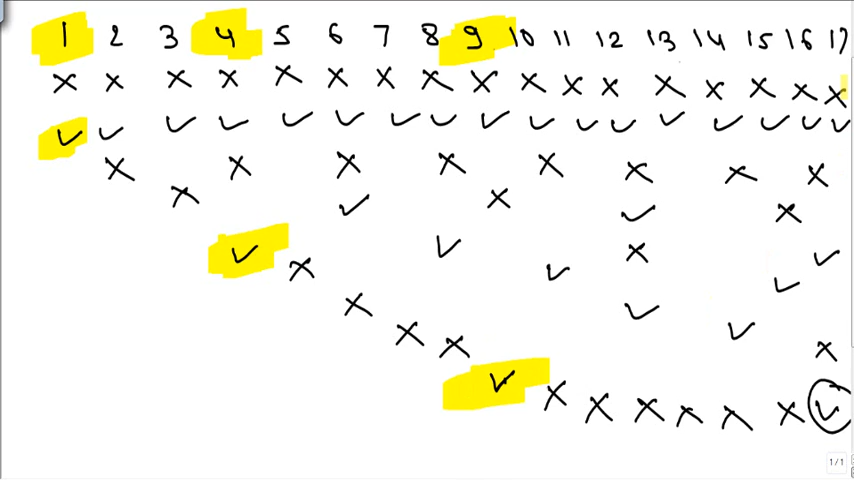 1 2 3 4 5 6 7 8 9 10 11 12 13 14 15 16 17
x x x x x x x x x x x x x x x x x
✓ ✓ ✓ ✓ ✓ ✓ ✓ ✓ ✓ ✓ ✓ ✓ ✓ ✓ ✓ ✓ ✓
x x x x x x x x
x ✓ x ✓ x
✓ x ✓ ✓ x ✓
x ✓ ✓ ✓
x x x ✓ x
✓ x x x x x x ✓
1/1